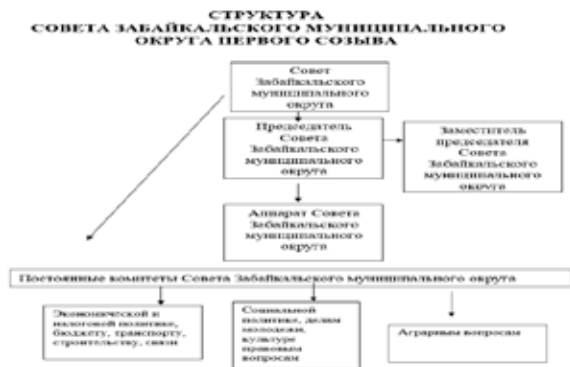 СТРУКТУРА
СОВЕТА ЗАБАЙКАЛЬСКОГО МУНИЦИПАЛЬНОГО
ОКРУГА ПЕРВОГО СОЗЫВА
Совет
Забайкальского
муниципального
округа
Председатель
Совета
Забайкальского
муниципального
округа
Заместитель
председателя
Совета
Забайкальского
муниципального
округа
Аппарат Совета
Забайкальского
муниципального
округа
Постоянные комитеты Совета Забайкальского муниципального округа
Экономической и
налоговой политике,
бюджету, транспорту,
строительству, связи
Социальной
политике, делам
молодежи,
культуре
правовым
вопросам
Аграрным вопросам